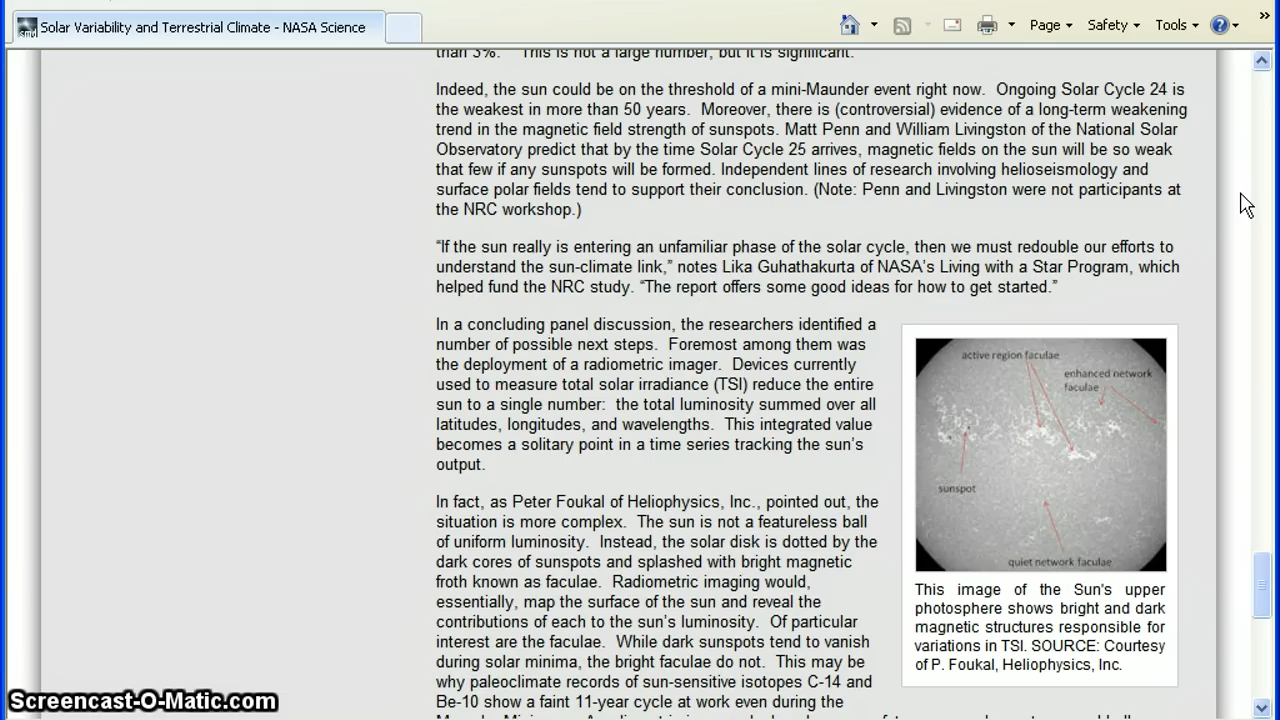 Solar Variability and Terrestrial Climate - NASA Science
Page
Safety
Tools
than 3%. This is not a large number, but it is significant.
Indeed, the sun could be on the threshold of a mini-Maunder event right now. Ongoing Solar Cycle 24 is
the weakest in more than 50 years. Moreover, there is (controversial) evidence of a long-term weakening
trend in the magnetic field strength of sunspots. Matt Penn and William Livingston of the National Solar
Observatory predict that by the time Solar Cycle 25 arrives, magnetic fields on the sun will be so weak
that few if any sunspots will be formed. Independent lines of research involving helioseismology and
surface polar fields tend to support their conclusion. (Note: Penn and Livingston were not participants at
the NRC workshop.)
“If the sun really is entering an unfamiliar phase of the solar cycle, then we must redouble our efforts to
understand the sun-climate link,” notes Lika Guhathakurta of NASA’s Living with a Star Program, which
helped fund the NRC study. “The report offers some good ideas for how to get started.”
In a concluding panel discussion, the researchers identified a
number of possible next steps. Foremost among them was
the deployment of a radiometric imager. Devices currently
used to measure total solar irradiance (TSI) reduce the entire
sun to a single number: the total luminosity summed over all
latitudes, longitudes, and wavelengths. This integrated value
becomes a solitary point in a time series tracking the sun’s
output.
In fact, as Peter Foukal of Heliophysics, Inc., pointed out, the
situation is more complex. The sun is not a featureless ball
of uniform luminosity. Instead, the solar disk is dotted by the
dark cores of sunspots and splashed with bright magnetic
froth known as faculae. Radiometric imaging would,
essentially, map the surface of the sun and reveal the
contributions of each to the sun’s luminosity. Of particular
interest are the faculae. While dark sunspots tend to vanish
during solar minima, the bright faculae do not. This may be
why paleoclimate records of sun-sensitive isotopes C-14 and
Be-10 show a faint 11-year cycle at work even during the
active region faculae
enhanced network
faculae
sunspot
quiet network faculae
This image of the Sun's upper
photosphere shows bright and dark
magnetic structures responsible for
variations in TSI. SOURCE: Courtesy
of P. Foukal, Heliophysics, Inc.
Screencast-O-Matic.com